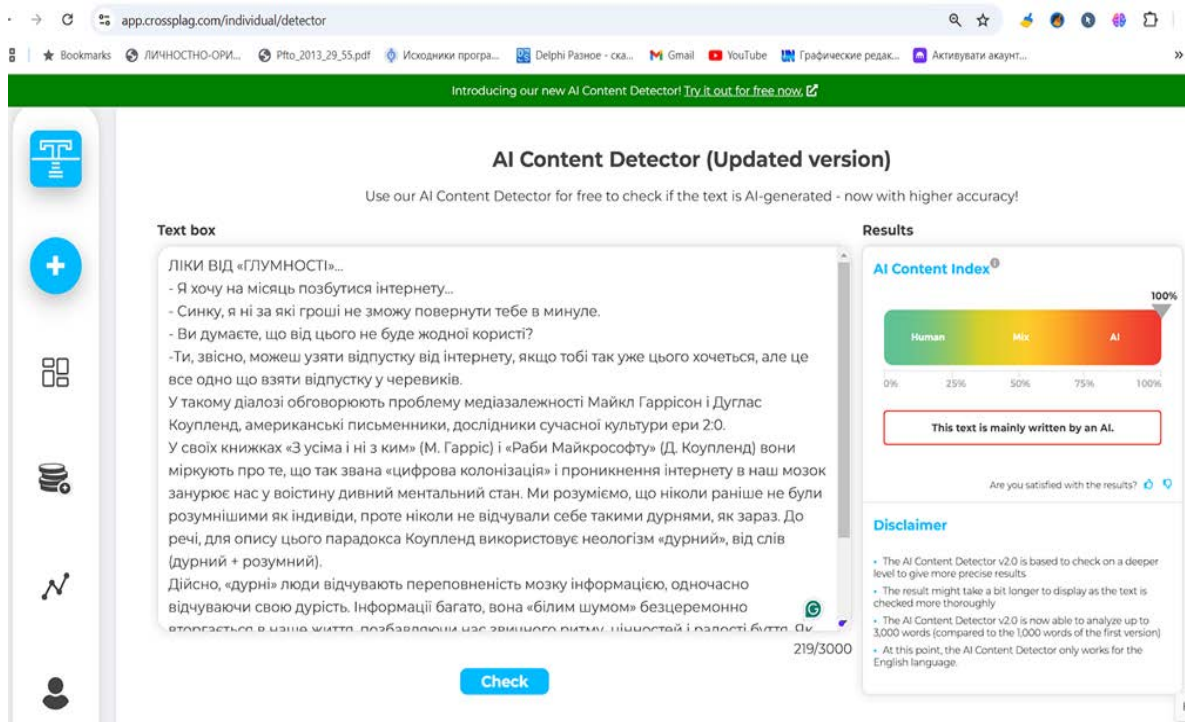 app.crossplag.com/individual/detector
Bookmarks ЛИЧНОСТНО-ОРИ... Pfto_2013_29_55.pdf Исходники програ... Delphi Разное - ска... Gmail YouTube Графические редак... Активувати акаунт... »
Introducing our new AI Content Detector! Try it out for free now.
AI Content Detector (Updated version)
Use our AI Content Detector for free to check if the text is AI-generated - now with higher accuracy!
Text box
ЛІКИ ВІД «ГЛУМНОСТІ»...
- Я хочу на місяць позбутися інтернету...
- Синку, я ні за які гроші не зможу повернути тебе в минуле.
- Ви думаєте, що від цього не буде жодної користі?
-Ти, звісно, можеш узяти відпустку від інтернету, якщо тобі так уже цього хочеться, але це
все одно що взяти відпустку у черевиків.
У такому діалозі обговорюють проблему медіазалежності Майкл Гаррісон і Дуглас
Коупленд, американські письменники, дослідники сучасної культури ери 2:0.
У своїх книжках «З усіма і ні з ким» (М. Гарріс) і «Раби Майкрософту» (Д. Коупленд) вони
міркують про те, що так звана «цифрова колонізація» і проникнення інтернету в наш мозок
занурює нас у воістину дивний ментальний стан. Ми розуміємо, що ніколи раніше не були
розумнішими як індивіди, проте ніколи не відчували себе такими дурнями, як зараз. До
речі, для опису цього парадокса Коупленд використовує неологізм «дурний», від слів
(дурний + розумний).
Дійсно, «дурні» люди відчувають переповненість мозку інформацією, одночасно
відчуваючи свою дурість. Інформації багато, вона «білим шумом» безцеремонно
вторгається в наше життя, позбавляючи нас звичного ритму, цінностей і радості буття. Як
219/3000
Check
Results
AI Content Index
100%
Human Mix AI
0% 25% 50% 75% 100%
This text is mainly written by an AI.
Are you satisfied with the results?
Disclaimer
• The AI Content Detector v2.0 is based to check on a deeper
level to give more precise results
• The result might take a bit longer to display as the text is
checked more thoroughly
• The AI Content Detector v2.0 is now able to analyze up to
3,000 words (compared to the 1,000 words of the first version)
• At this point, the AI Content Detector only works for the
English language.